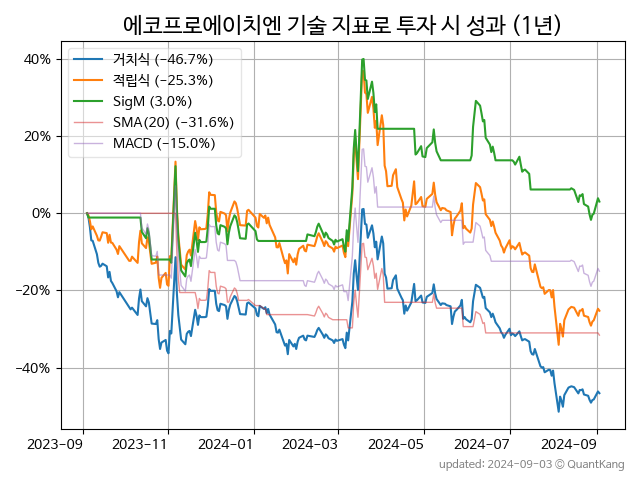 에코프로에이치엔 기술 지표로 투자 시 성과 (1년)
거치식 (-46.7%)
적립식 (-25.3%)
SigM (3.0%)
SMA(20) (-31.6%)
MACD (-15.0%)
40%
20%
0%
-20%
-40%
2023-09 2023-11 2024-01 2024-03 2024-05 2024-07 2024-09
updated: 2024-09-03 © QuantKang